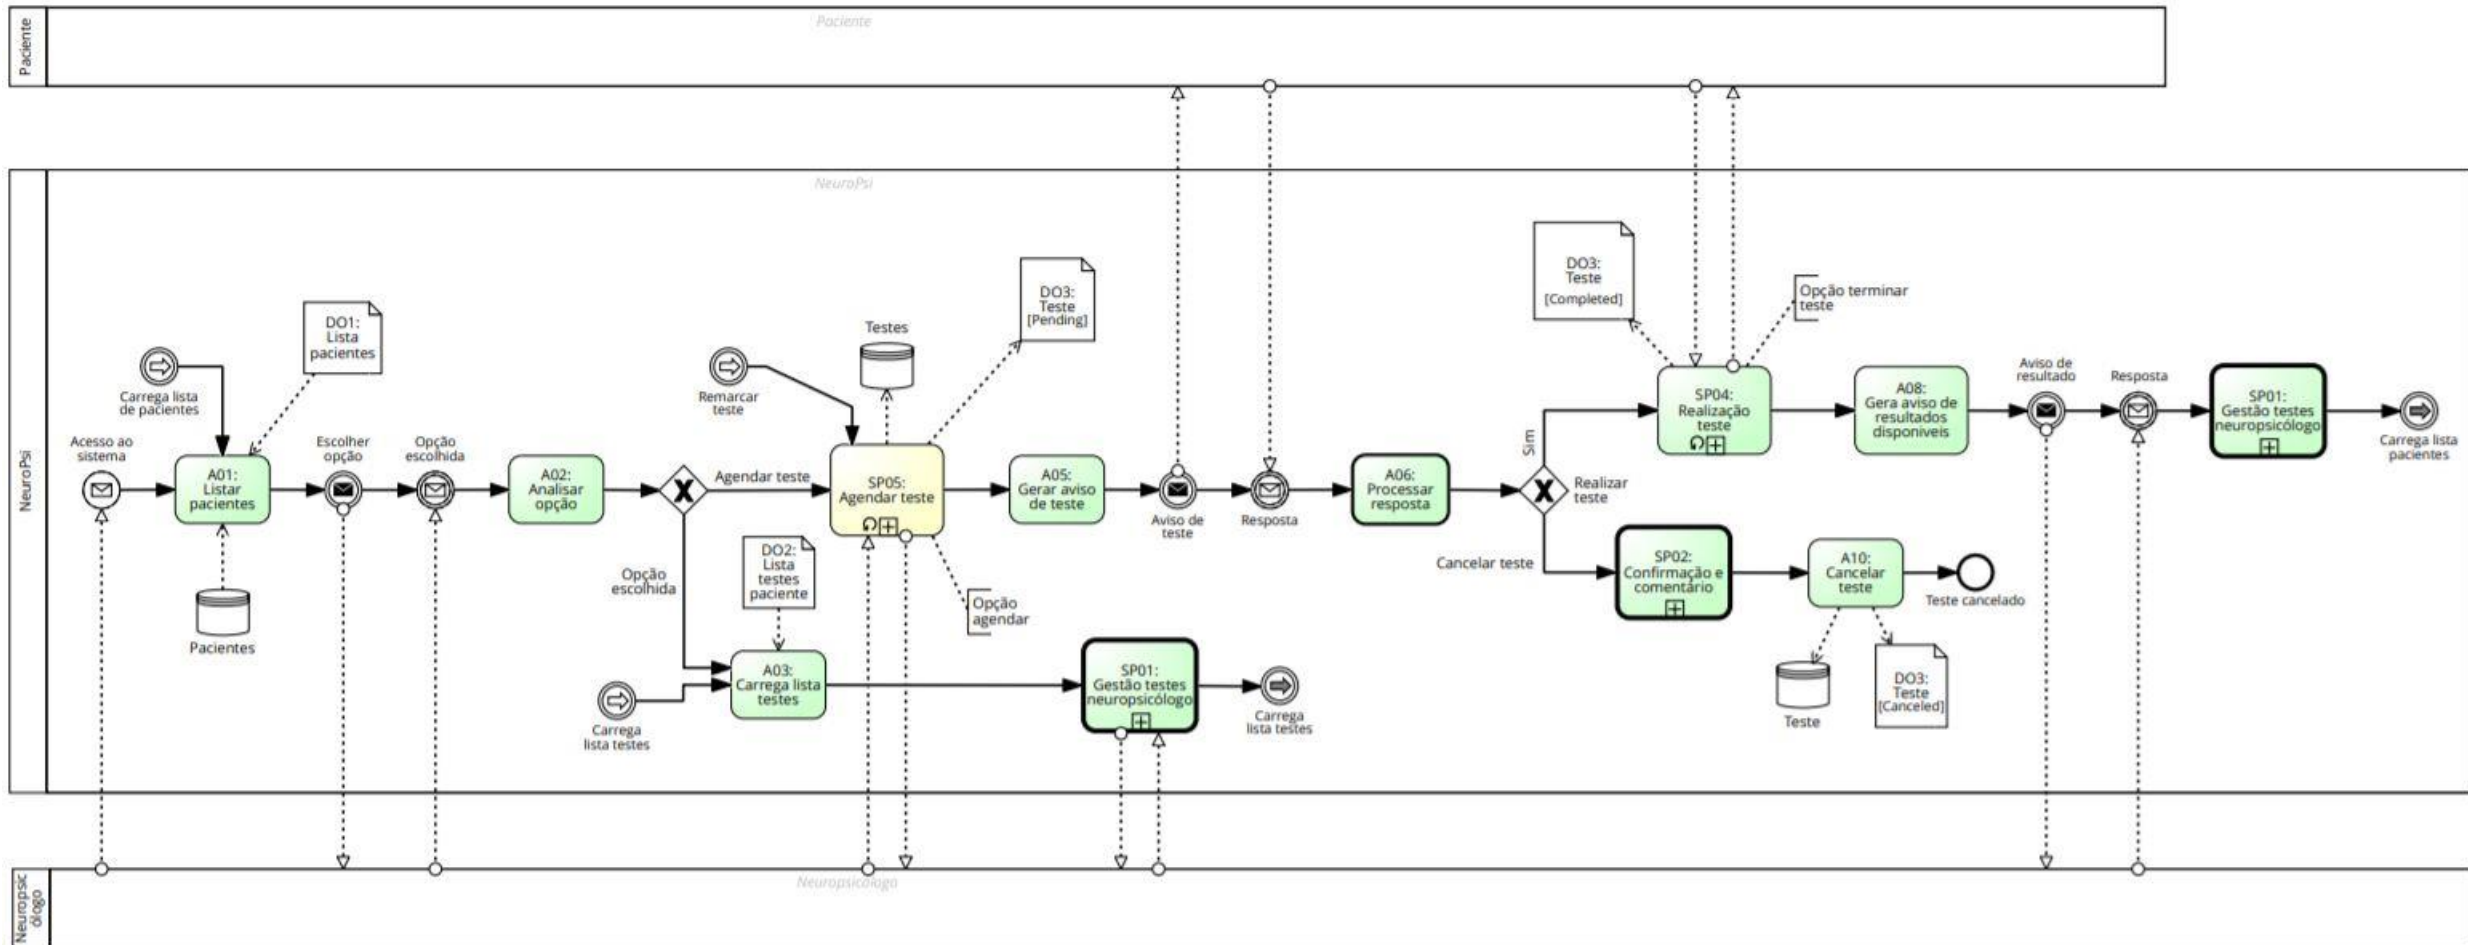 Paciente
Paciente
NeuroPsi
NeuroPsi
Carrega lista
de pacientes
DO1:
Lista
pacientes
Acesso ao
sistema
A01:
Listar
pacientes
Pacientes
Escolher
opção
Opção
escolhida
A02:
Analisar
opção
Agendar teste
Opção
escolhida
Remarcar
teste
Testes
DO3:
Teste
[Pending]
SP05:
Agendar teste
Opção
agendar
DO2:
Lista
testes
paciente
Carrega
lista testes
A03:
Carrega lista
testes
SP01:
Gestão testes
neuropsicólogo
Carrega
lista testes
A05:
Gerar aviso
de teste
Aviso de
teste
Resposta
A06:
Processar
resposta
Realizar
teste
Sim
Cancelar teste
DO3:
Teste
[Completed]
Opção terminar
teste
SP04:
Realização
teste
A08:
Gera aviso de
resultados
disponiveis
Aviso de
resultado
Resposta
SP01:
Gestão testes
neuropsicólogo
Carrega lista
pacientes
SP02:
Confirmação e
comentário
A10:
Cancelar
teste
Teste cancelado
Teste
DO3:
Teste
[Canceled]
Neuropsic
ólogo
Neuropsicólogo